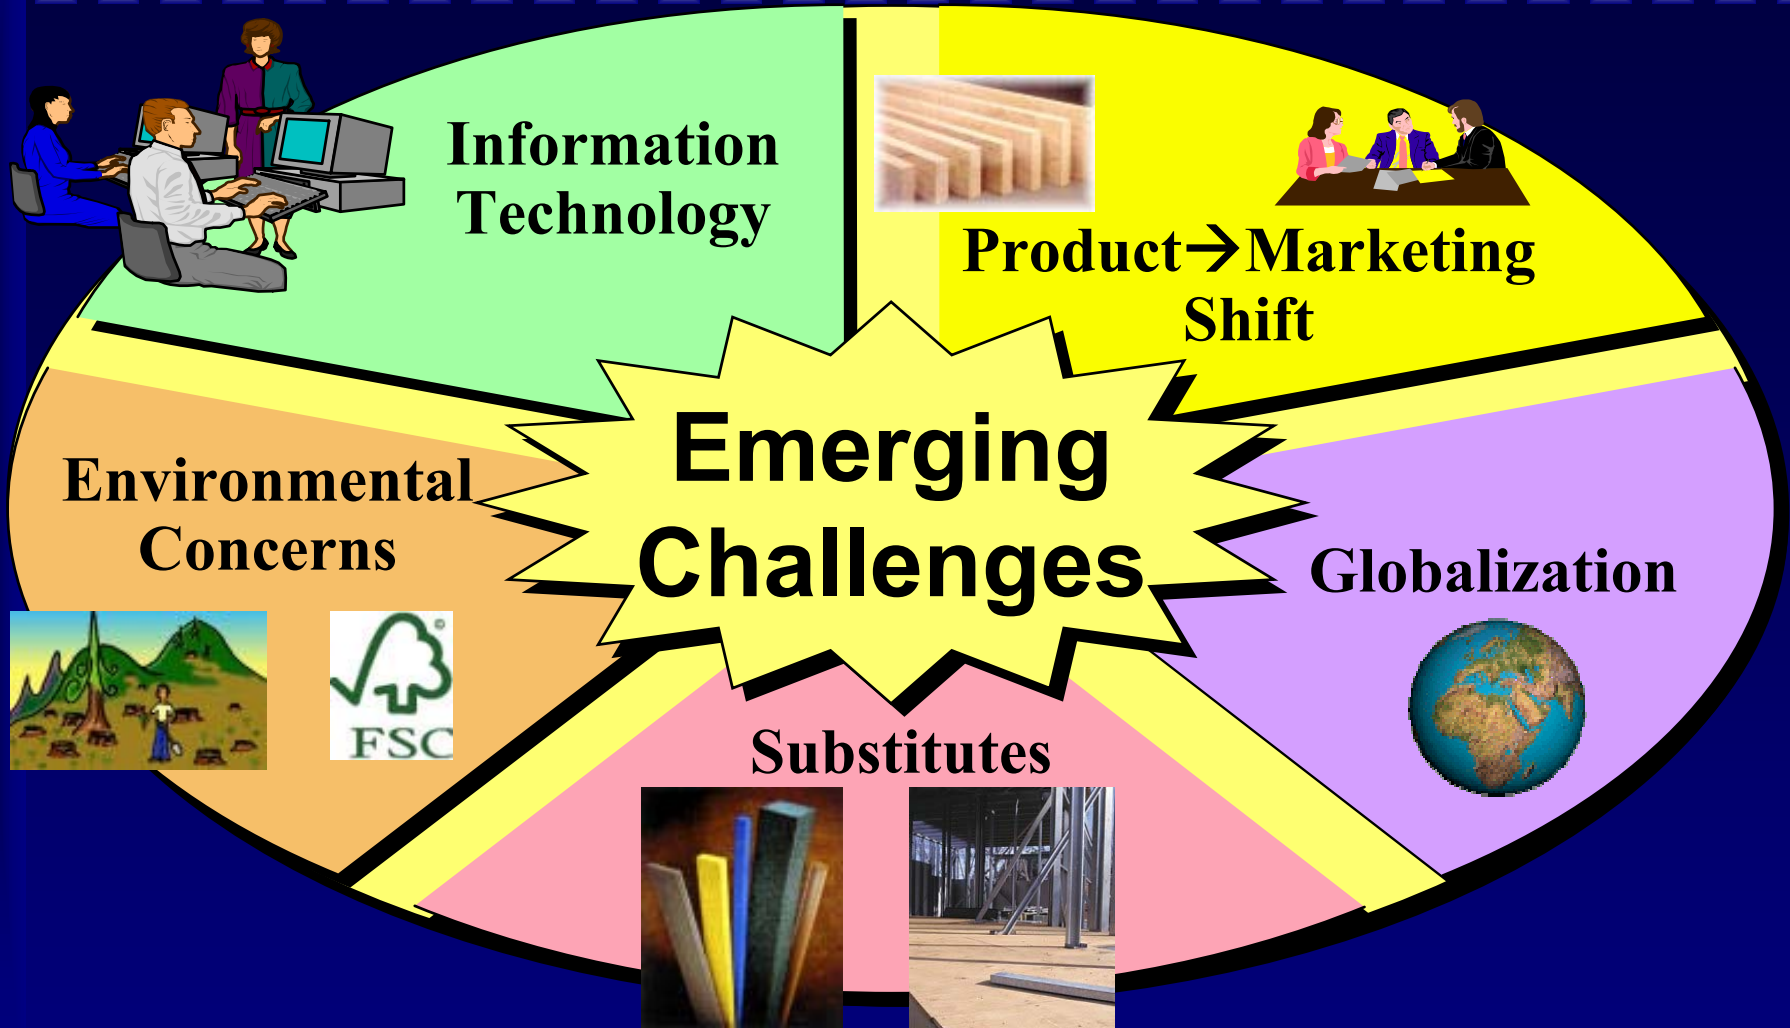 Information
Technology
Product→Marketing
Shift
Emerging
Challenges
Environmental
Concerns
Globalization
FSC
Substitutes